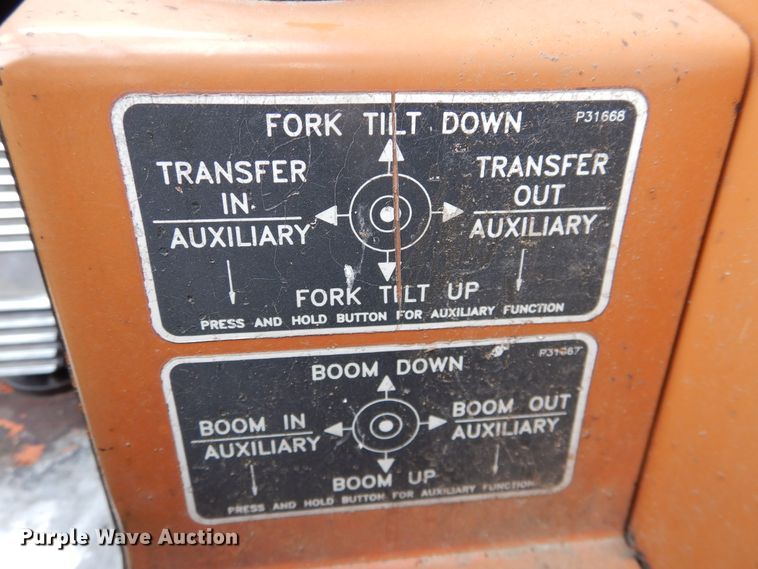 FORK TILT DOWN
P31668
TRANSFER
IN
AUXILIARY
TRANSFER
OUT
AUXILIARY
FORK TILT UP
PRESS AND HOLD BUTTON FOR AUXILIARY FUNCTION
BOOM DOWN
P31667
BOOM IN
AUXILIARY
BOOM OUT
AUXILIARY
BOOM UP
PRESS AND HOLD BUTTON FOR AUXILIARY FUNCTION
Purple Wave Auction